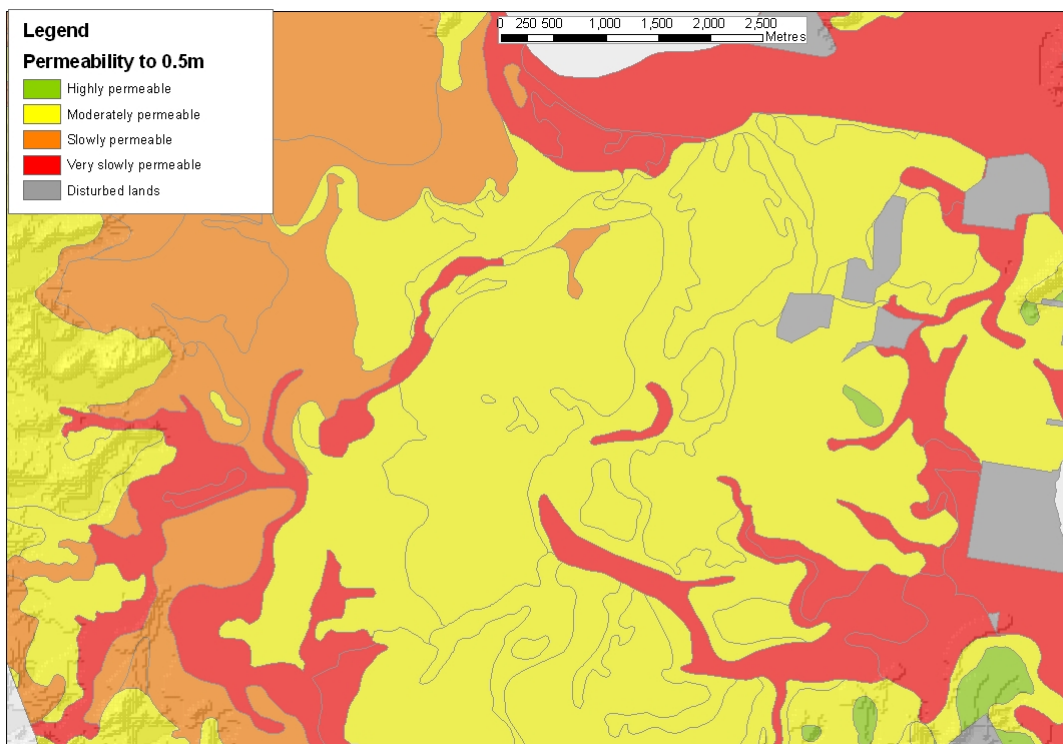 Legend
Permeability to 0.5m
Highly permeable
Moderately permeable
Slowly permeable
Very slowly permeable
Disturbed lands
0 250 500 1,000 1,500 2,000 2,500
Metres